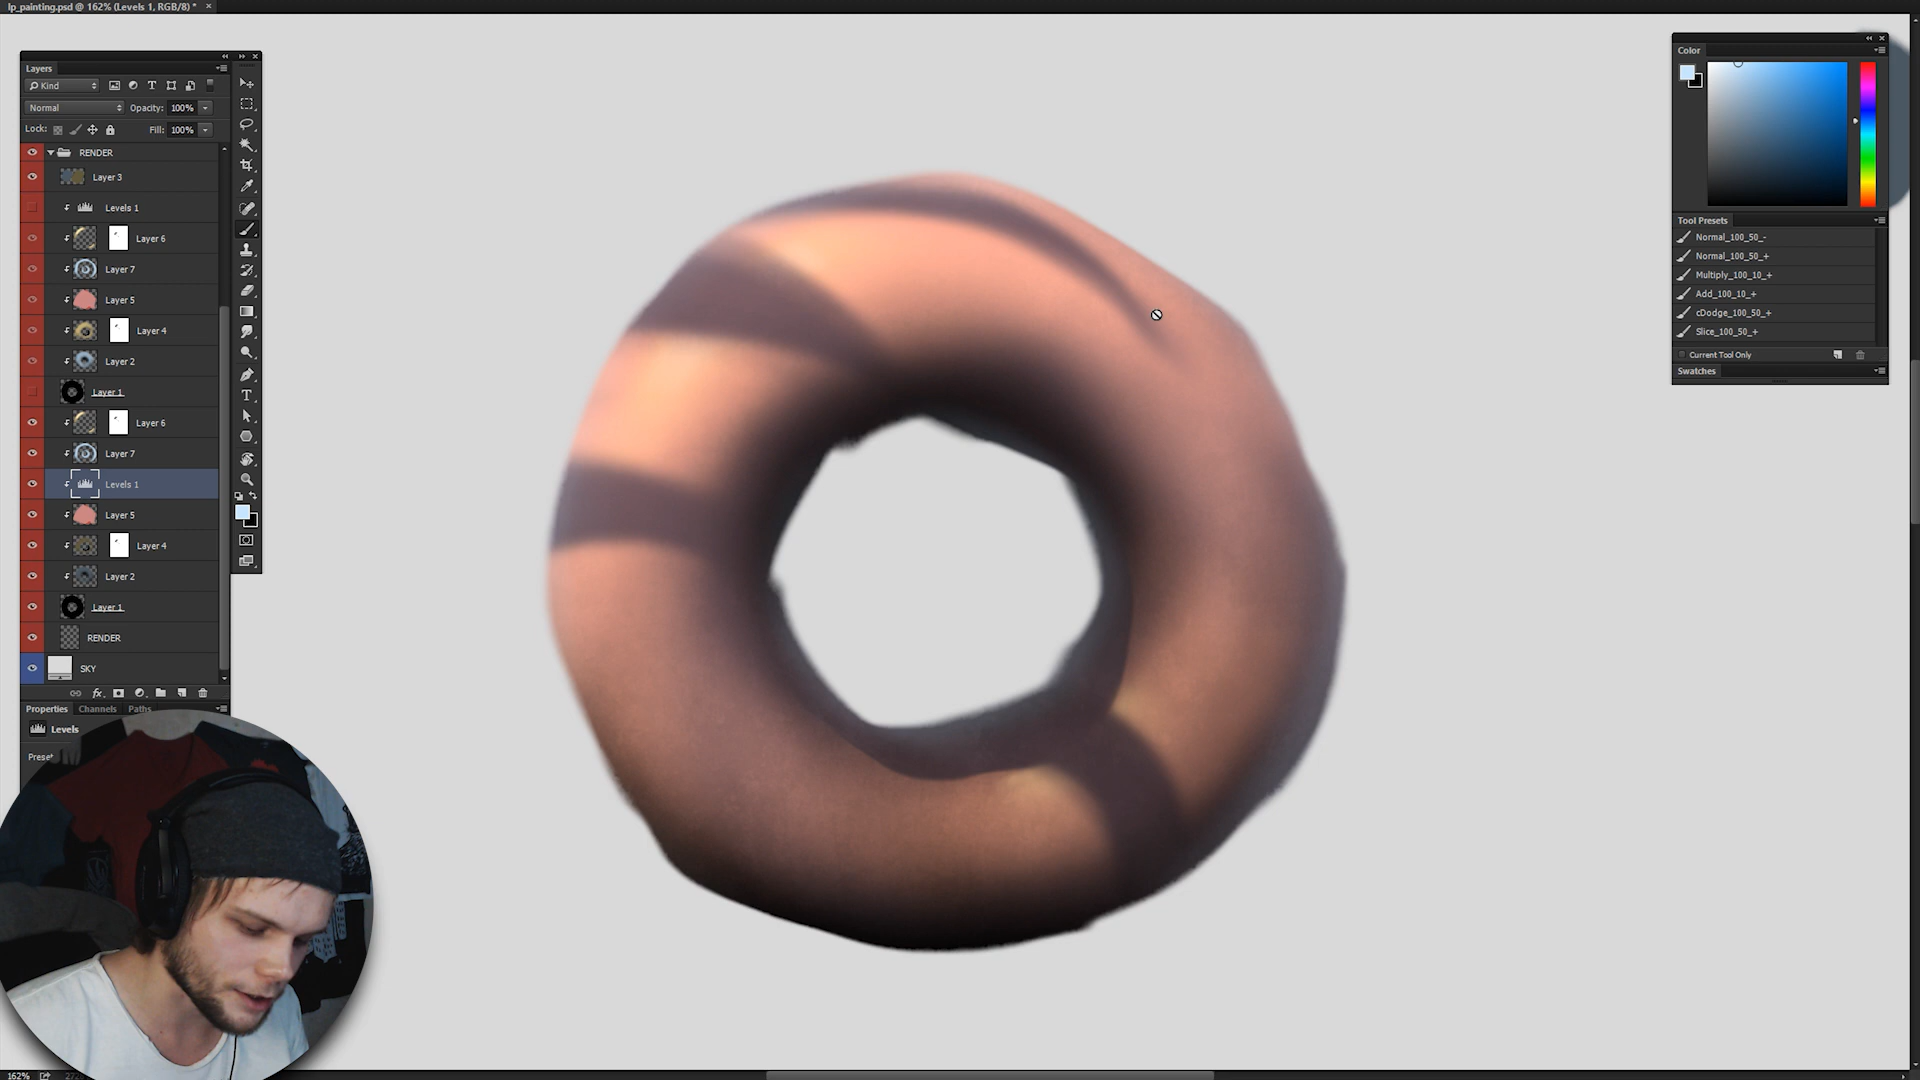 lp_painting.psd @ 162% (Levels 1, RGB/8) *
Layers
Kind
Normal
Opacity: 100%
Lock:
Fill: 100%
RENDER
Layer 3
Levels 1
Layer 6
Layer 7
Layer 5
Layer 4
Layer 2
Layer 1
Layer 6
Layer 7
Levels 1
Layer 5
Layer 4
Layer 2
Layer 1
RENDER
SKY
fx
Properties
Channels
Paths
Levels
Preset
162%
Color
Tool Presets
Normal_100_50_-
Normal_100_50_+
Multiply_100_10_+
Add_100_10_+
cDodge_100_50_+
Slice_100_50_+
Current Tool Only
Swatches